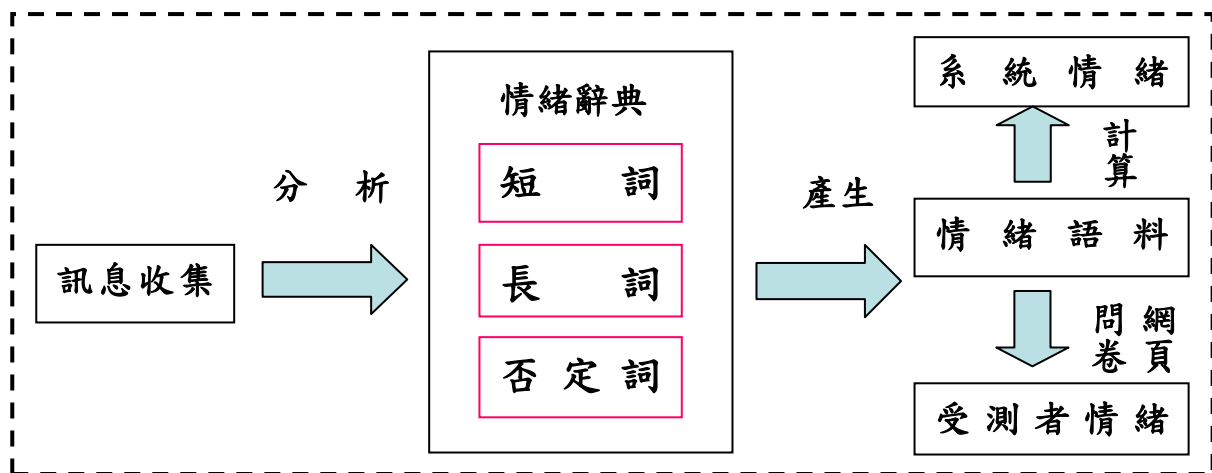 訊息收集
分析
情緒辭典
短詞
長詞
否定詞
產生
系統情緒
計算
情緒語料
網頁
問卷
受測者情緒